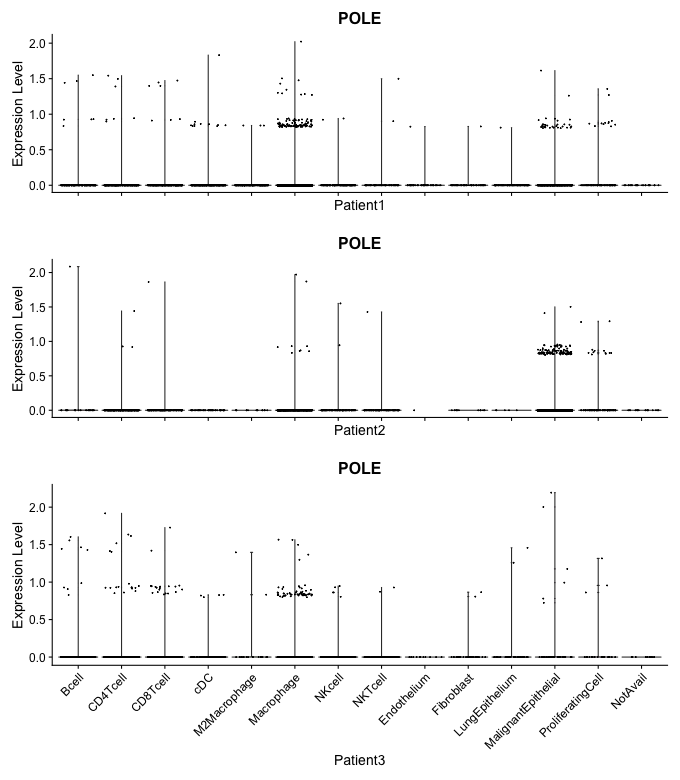 POLE
Expression Level
2.0
1.5
1.0
0.5
0.0
Patient1
POLE
Expression Level
2.0
1.5
1.0
0.5
0.0
Patient2
POLE
Expression Level
2.0
1.5
1.0
0.5
0.0
Bcell
CD4Tcell
CD8Tcell
cDC
M2Macrophage
Macrophage
NKcell
NKTcell
Endothelium
Fibroblast
LungEpithelium
MalignantEpithelial
ProliferatingCell
NotAvail
Patient3